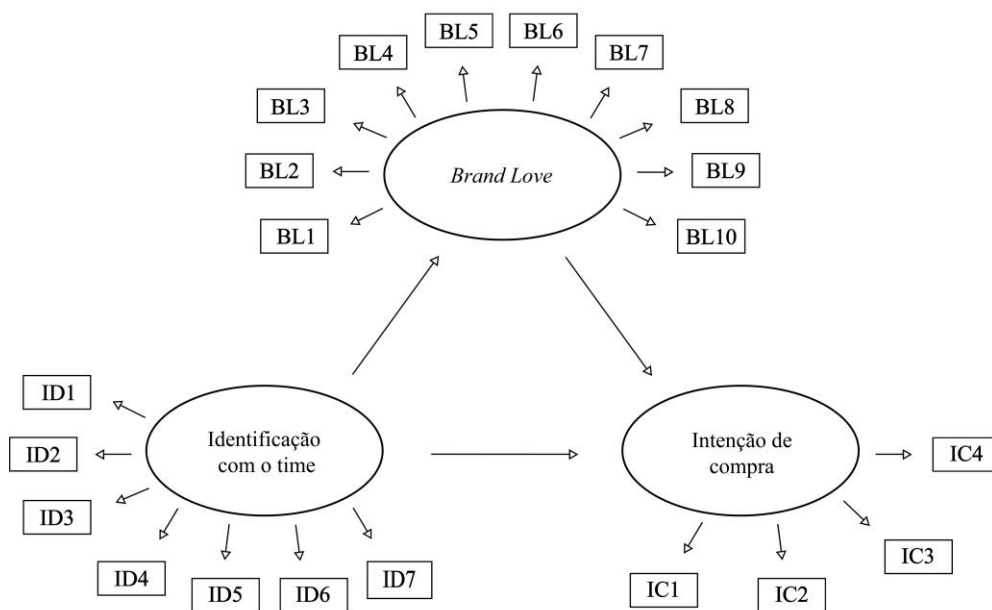 BL5
BL6
BL4
BL7
BL3
BL8
BL2
Brand Love
BL9
BL1
BL10
ID1
Identificação
com o time
Intenção de
compra
ID2
IC4
ID3
ID4
ID5
ID6
ID7
IC1
IC2
IC3